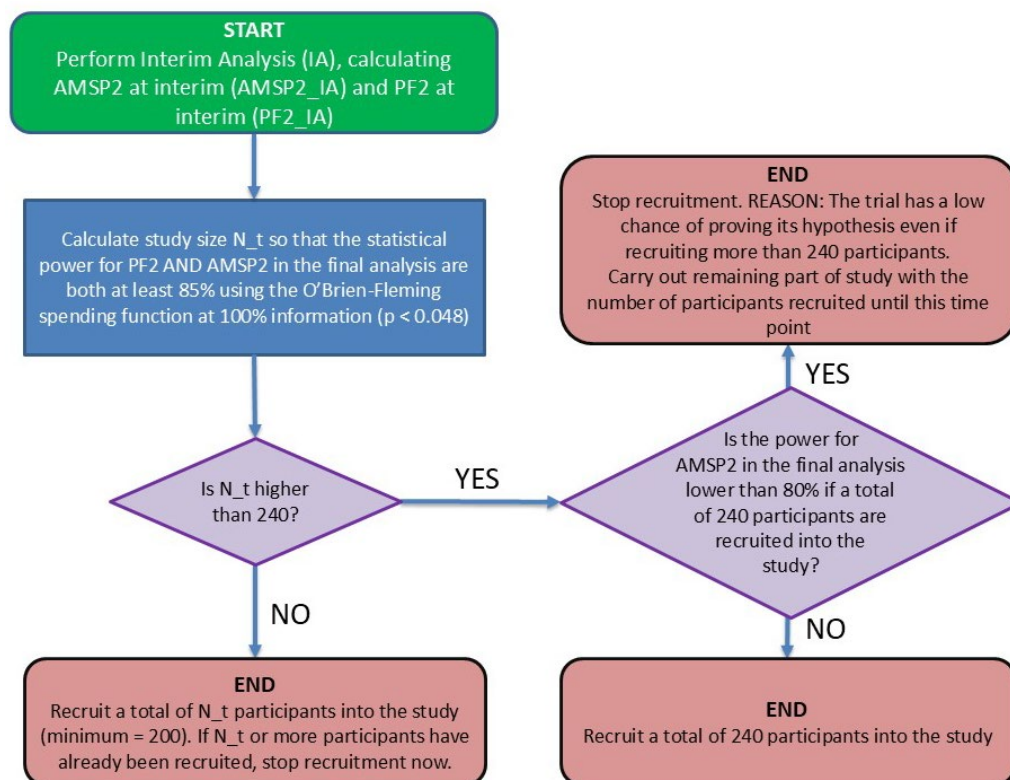 START
Perform Interim Analysis (IA), calculating
AMSP2 at interim (AMSP2_IA) and PF2 at
interim (PF2_IA)
Calculate study size N_t so that the statistical
power for PF2 AND AMSP2 in the final analysis are
both at least 85% using the O'Brien-Fleming
spending function at 100% information (p < 0.048)
Is N_t higher
than 240?
YES
NO
END
Recruit a total of N_t participants into the study
(minimum = 200). If N_t or more participants have
already been recruited, stop recruitment now.
Is the power for
AMSP2 in the final analysis
lower than 80% if a total
of 240 participants are
recruited into the
study?
YES
END
Stop recruitment. REASON: The trial has a low
chance of proving its hypothesis even if
recruiting more than 240 participants.
Carry out remaining part of study with the
number of participants recruited until this time
point
NO
END
Recruit a total of 240 participants into the study